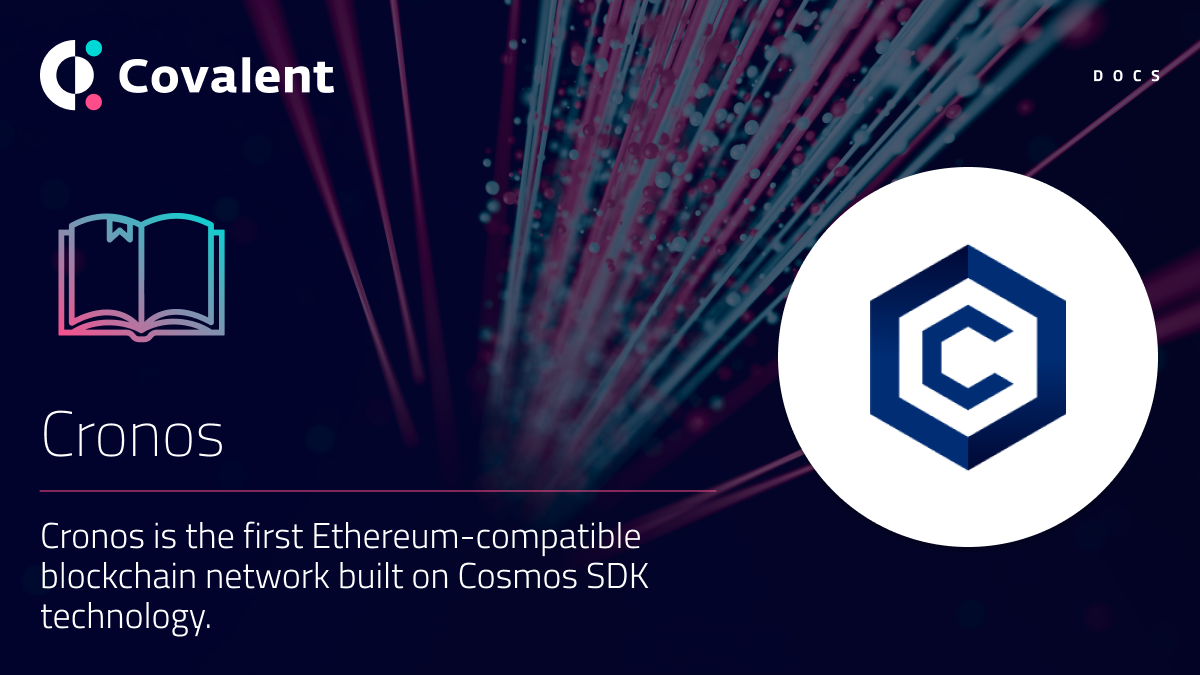 Covalent
DOCS
Cronos
Cronos is the first Ethereum-compatible
blockchain network built on Cosmos SDK
technology.